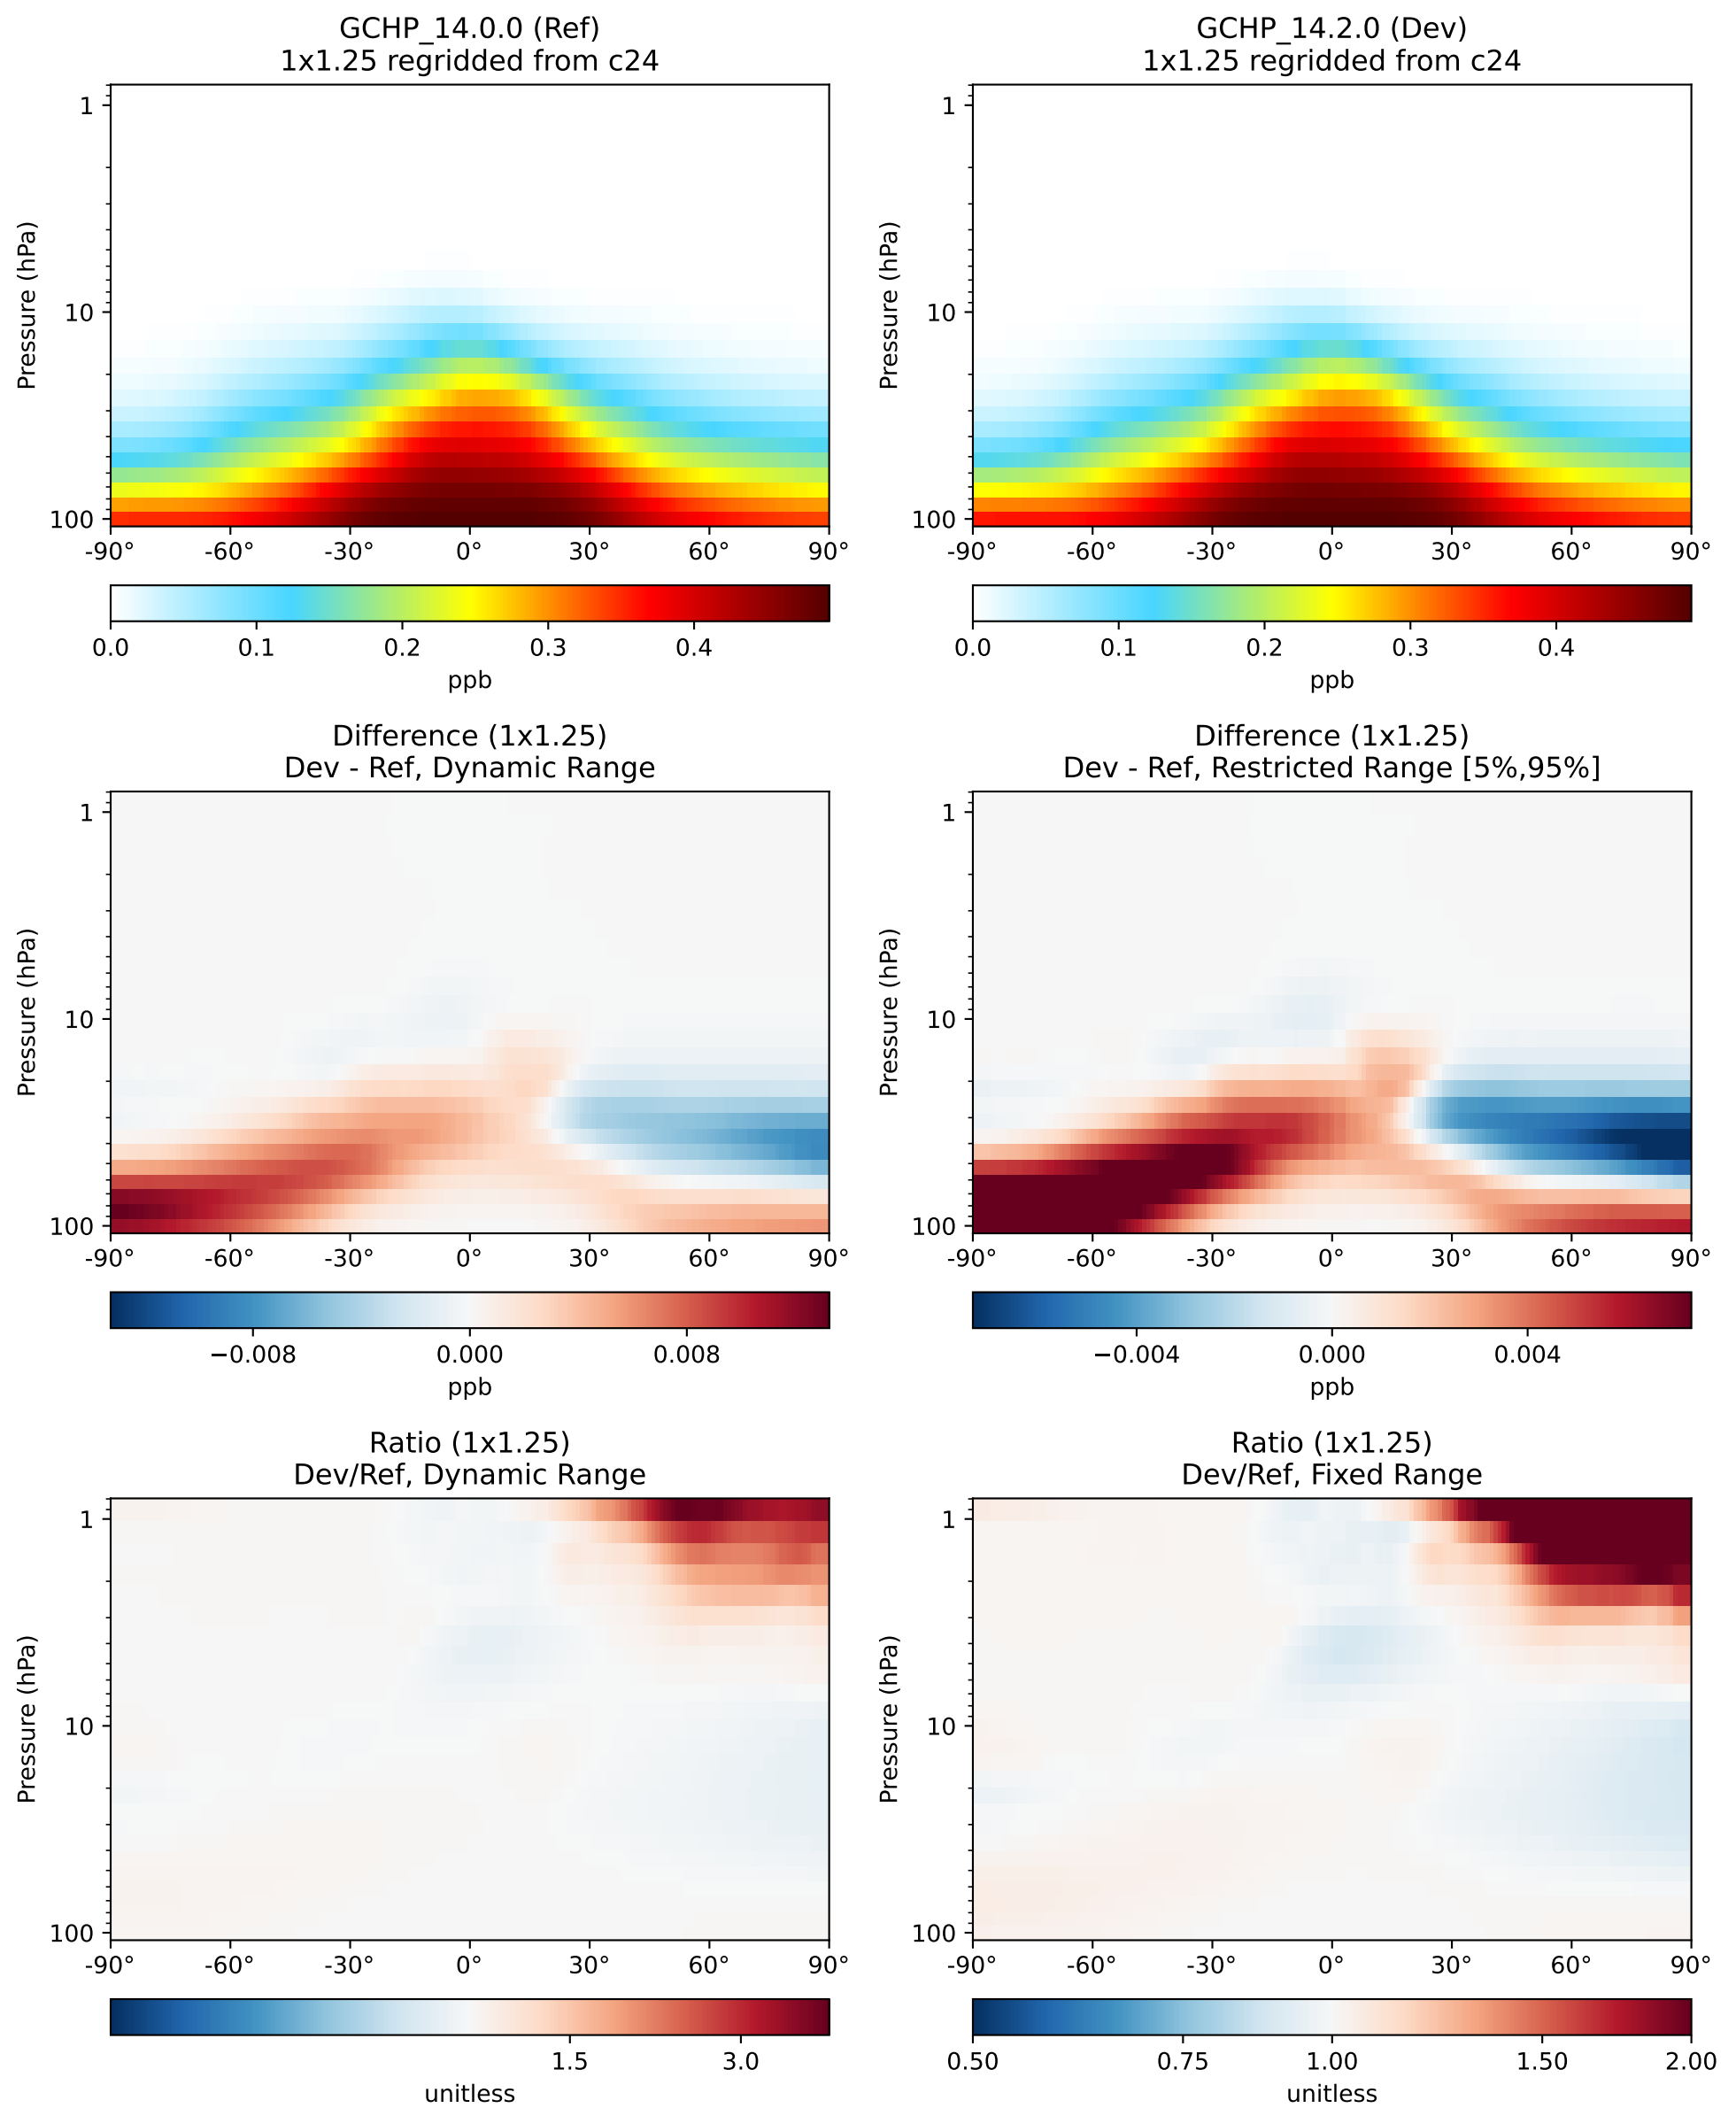 GCHP_14.0.0 (Ref)
1x1.25 regridded from c24
Pressure (hPa)
1
10
100
-90° -60° -30° 0° 30° 60° 90°
0.0 0.1 0.2 0.3 0.4
ppb
GCHP_14.2.0 (Dev)
1x1.25 regridded from c24
Pressure (hPa)
1
10
100
-90° -60° -30° 0° 30° 60° 90°
0.0 0.1 0.2 0.3 0.4
ppb
Difference (1x1.25)
Dev - Ref, Dynamic Range
Pressure (hPa)
1
10
100
-90° -60° -30° 0° 30° 60° 90°
−0.008 0.000 0.008
ppb
Difference (1x1.25)
Dev - Ref, Restricted Range [5%,95%]
Pressure (hPa)
1
10
100
-90° -60° -30° 0° 30° 60° 90°
−0.004 0.000 0.004
ppb
Ratio (1x1.25)
Dev/Ref, Dynamic Range
Pressure (hPa)
1
10
100
-90° -60° -30° 0° 30° 60° 90°
1.5 3.0
unitless
Ratio (1x1.25)
Dev/Ref, Fixed Range
Pressure (hPa)
1
10
100
-90° -60° -30° 0° 30° 60° 90°
0.50 0.75 1.00 1.50 2.00
unitless